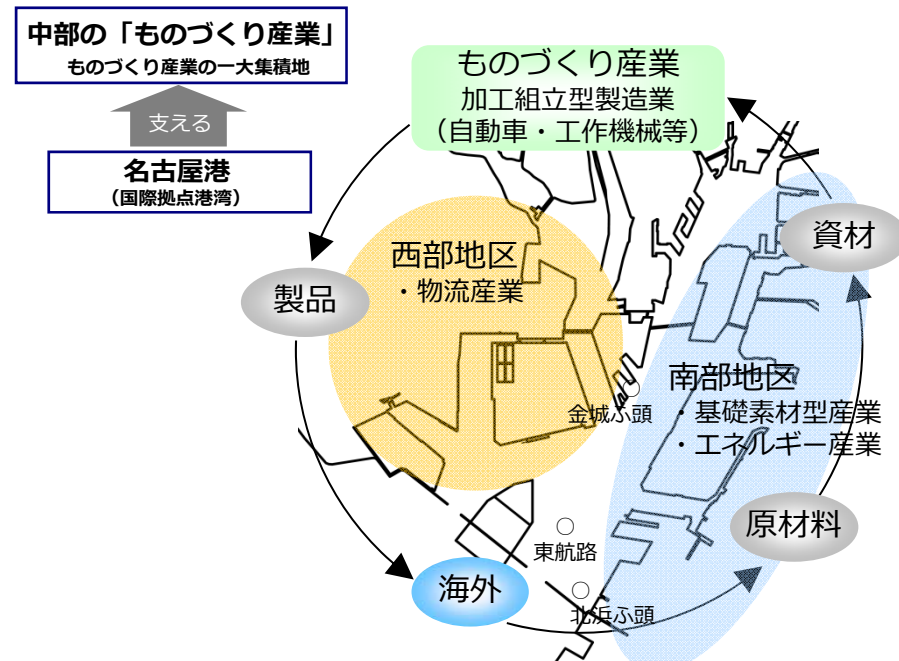 中部の「ものづくり産業」
ものづくり産業の一大集積地
支える
名古屋港
（国際拠点港湾）
ものづくり産業
加工組立型製造業
（自動車・工作機械等）
資材
西部地区
・物流産業
製品
南部地区
・基礎素材型産業
・エネルギー産業
金城ふ頭
原材料
東航路
海外
北浜ふ頭